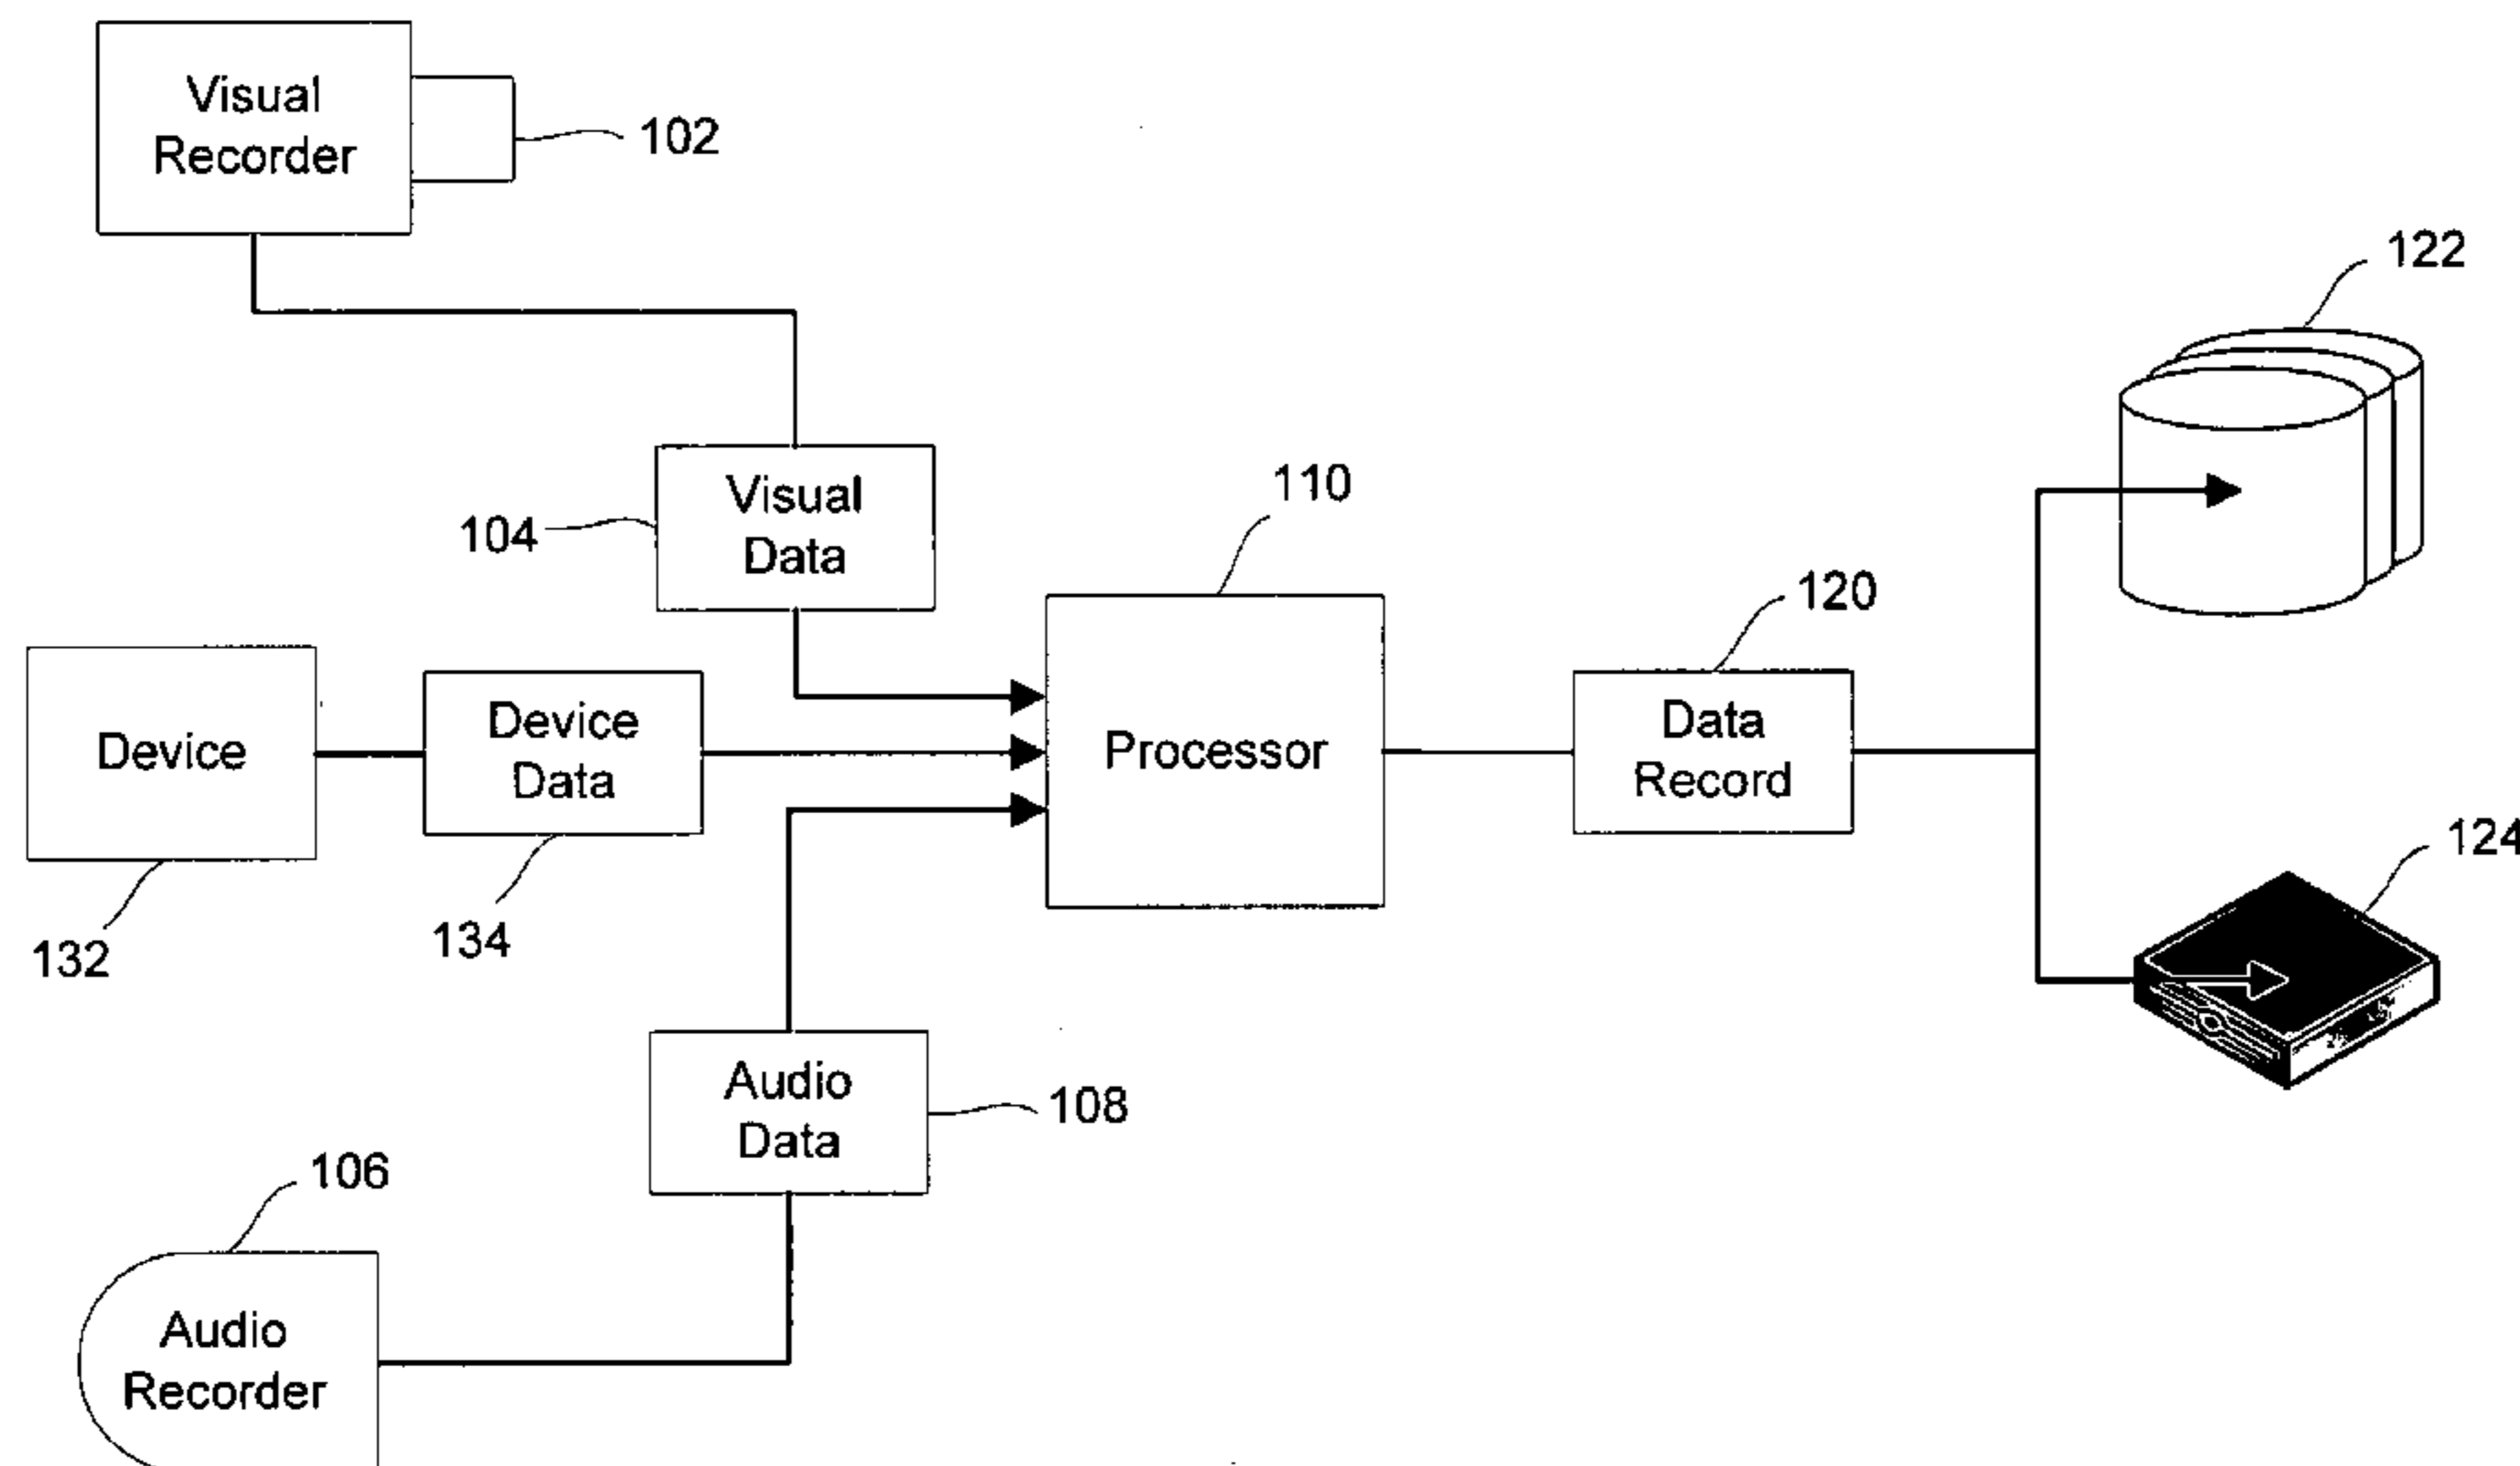 Visual
Recorder
102
122
Visual
Data
104
110
120
Device
Device
Data
Processor
Data
Record
124
132
134
Audio
Data
108
106
Audio
Recorder